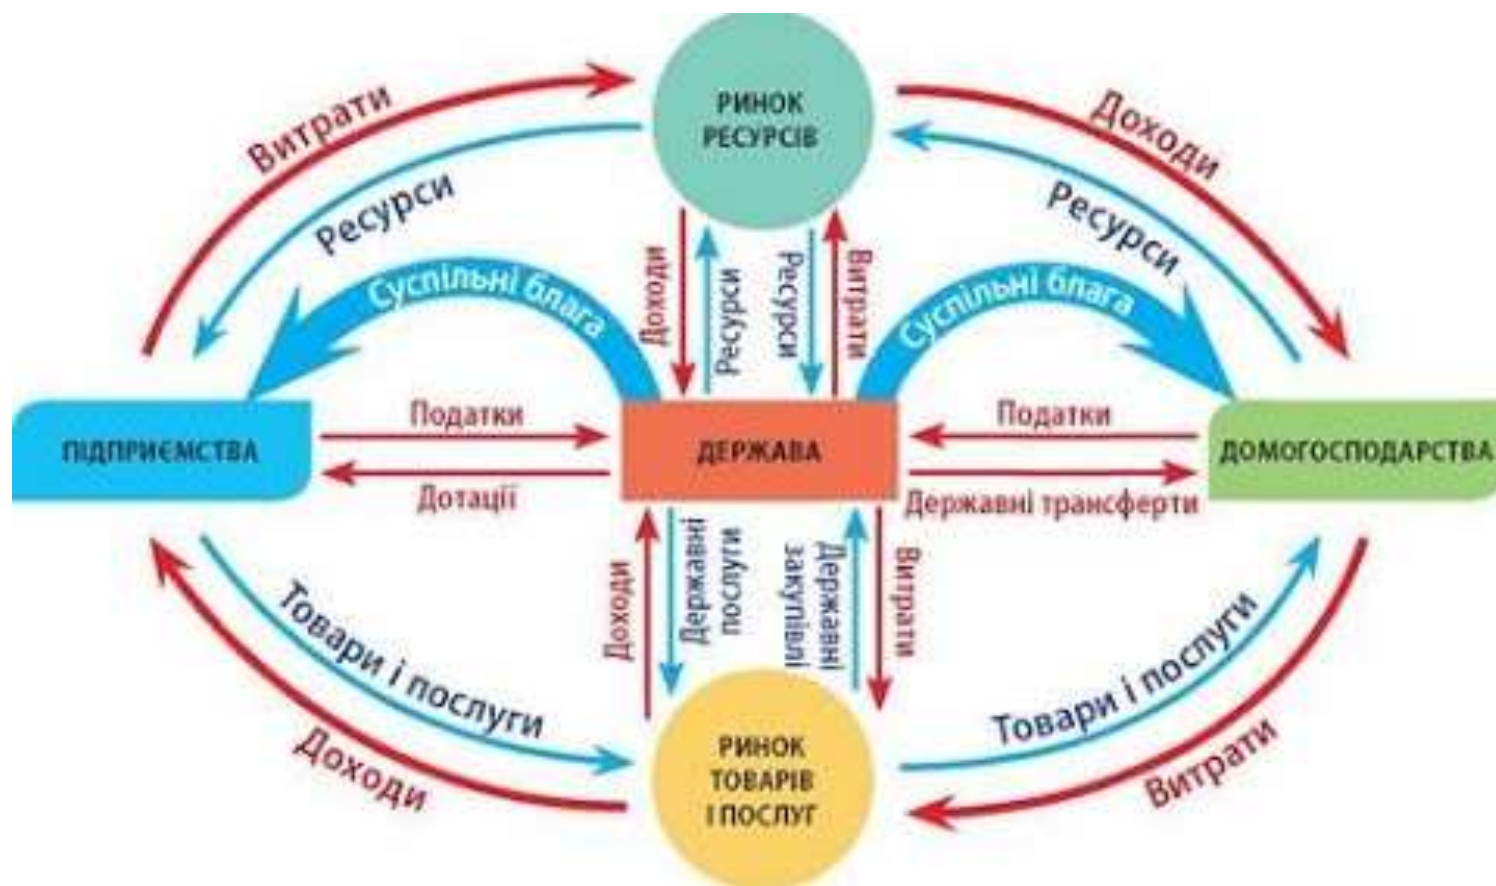 РИНОК
РЕСУРСІВ
Витрати
Доходи
Ресурси
Ресурси
Суспільні блага
Доходи
Ресурси
Ресурси
Витрати
Суспільні блага
ПІДПРИЄМСТВА
Податки
ДЕРЖАВА
Податки
ДОМОГОСПОДАРСТВА
Дотації
Державні трансферти
Доходи
Державні
послуги
Державні
закупівлі
Витрати
Товари і послуги
Товари і послуги
Доходи
Витрати
РИНОК
ТОВАРІВ
І ПОСЛУГ